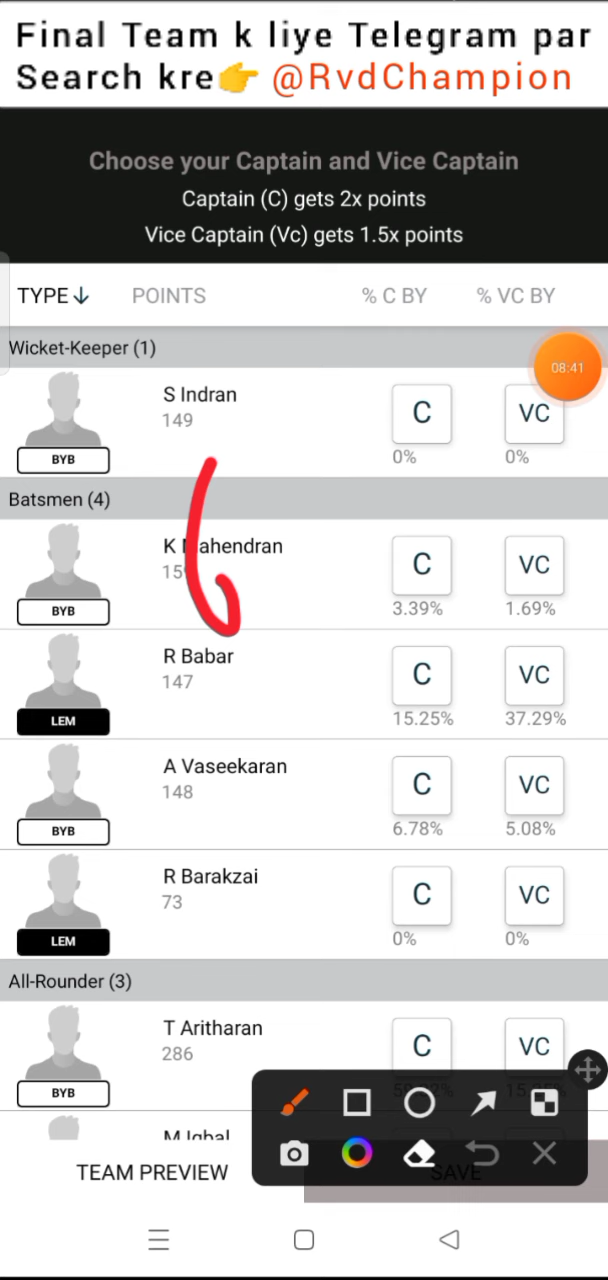 Final Team k liye Telegram par
Search kre👉 @RvdChampion
Choose your Captain and Vice Captain
Captain (C) gets 2x points
Vice Captain (Vc) gets 1.5x points
TYPE↓ POINTS % C BY % VC BY
Wicket-Keeper (1)
08:41
S Indran
149
C VC
BYB
0% 0%
Batsmen (4)
K Mahendran
C VC
BYB
3.39% 1.69%
R Babar
147
C VC
LEM
15.25% 37.29%
A Vaseekaran
148
C VC
BYB
6.78% 5.08%
R Barakzai
73
C VC
LEM
0% 0%
All-Rounder (3)
T Aritharan
286
C VC
BYB
M Iqbal
TEAM PREVIEW SAVE